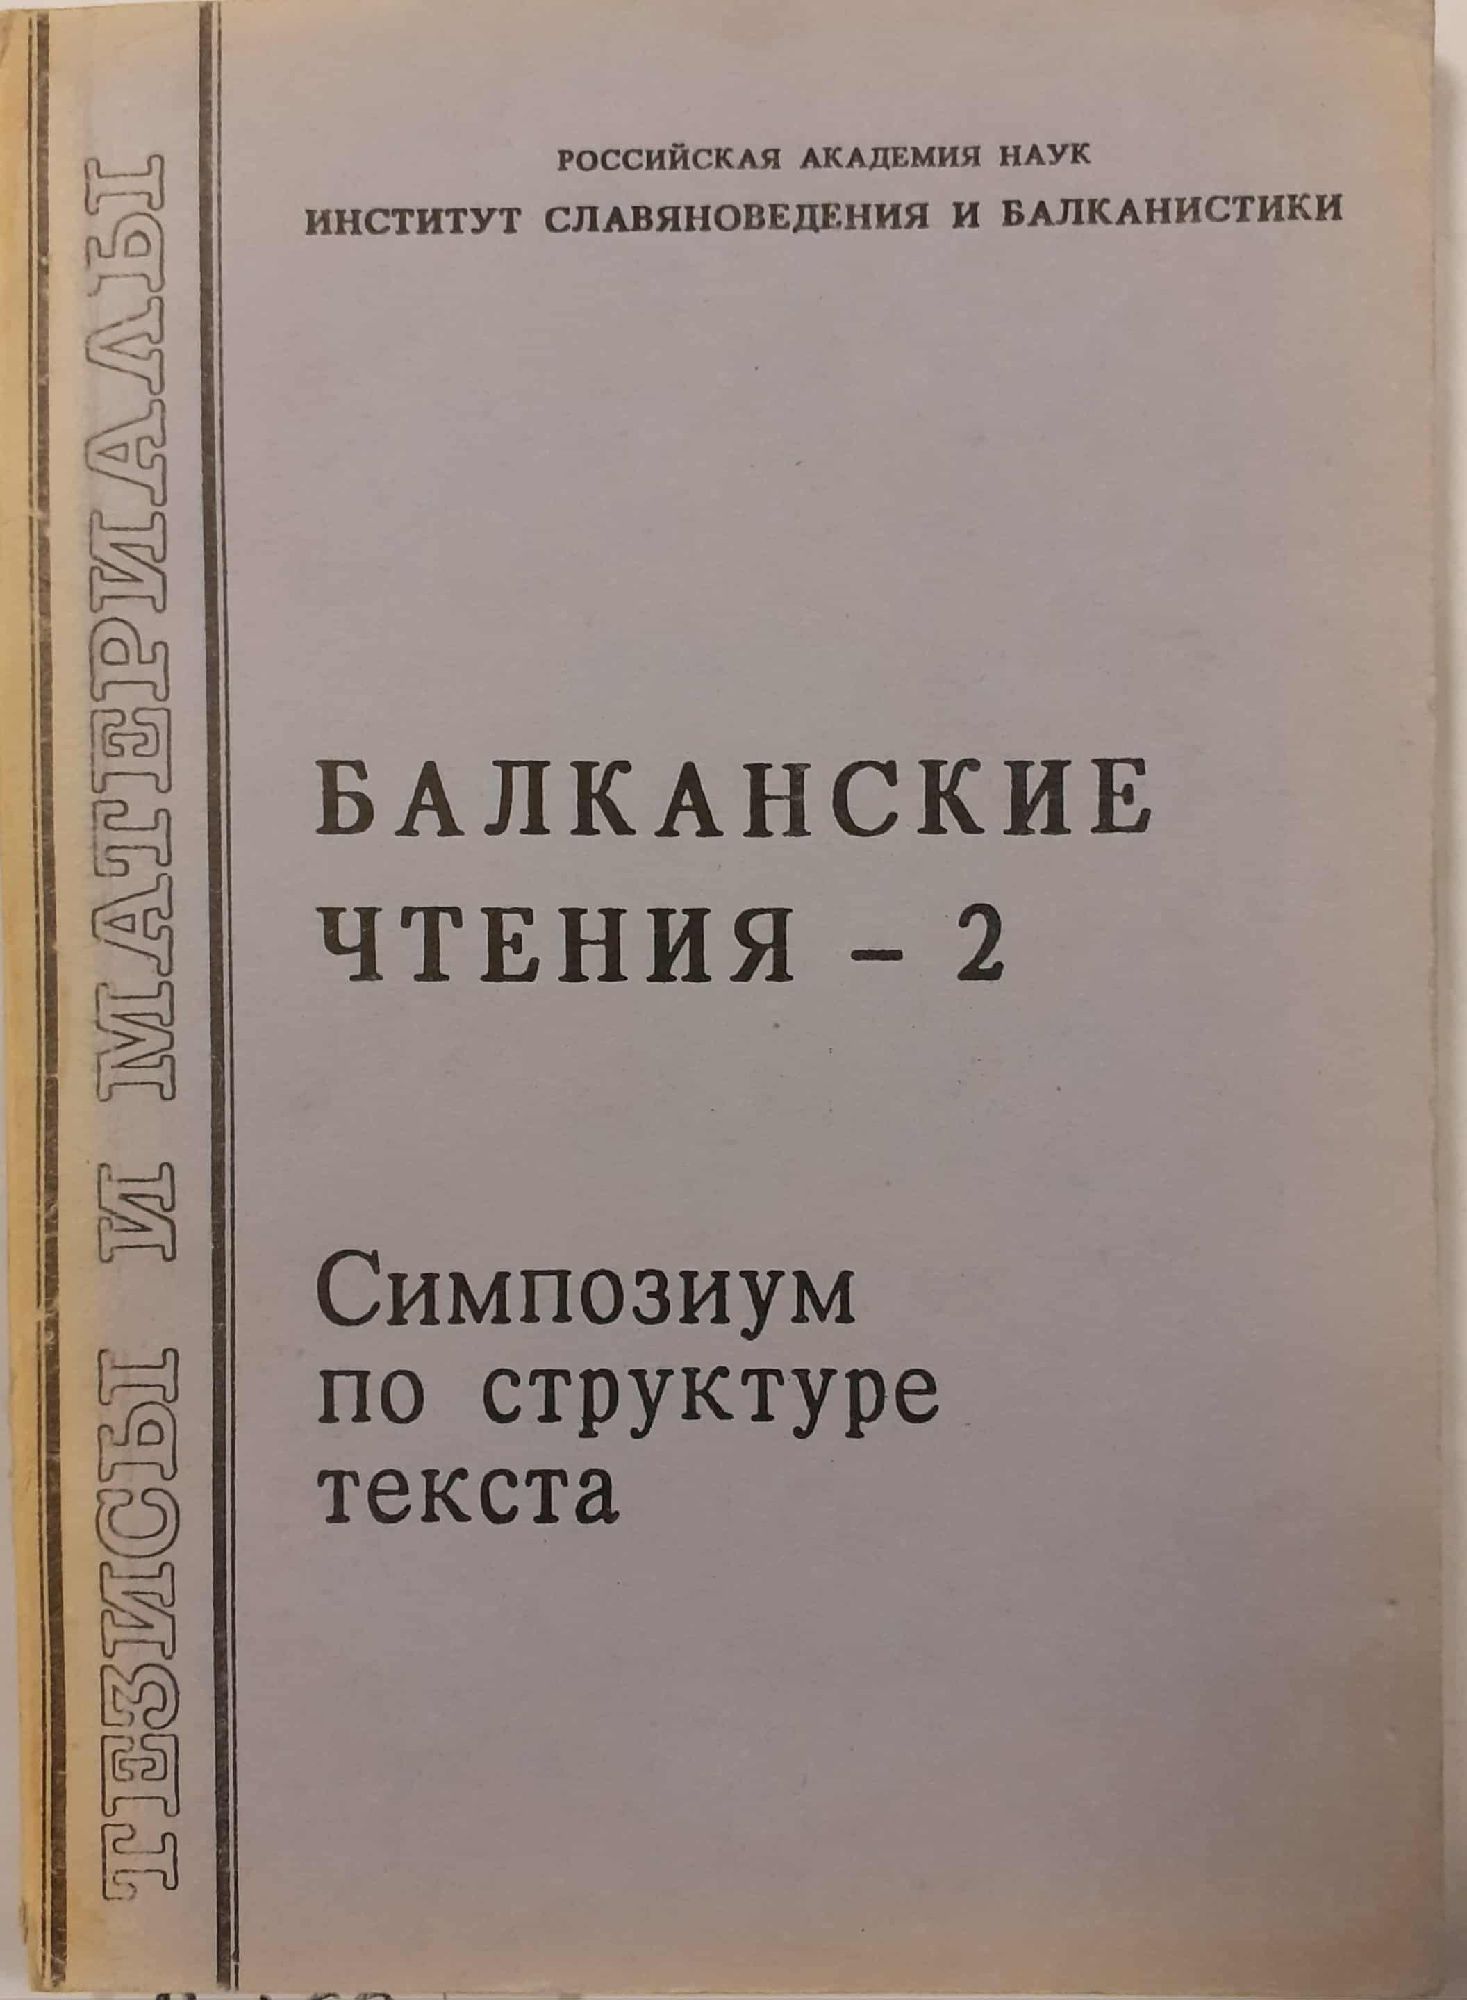 РОССИЙСКАЯ АКАДЕМИЯ НАУК
ИНСТИТУТ СЛАВЯНОВЕДЕНИЯ И БАЛКАНИСТИКИ
ТЕЗИСЫ И МАТЕРИАЛЫ
БАЛКАНСКИЕ
ЧТЕНИЯ – 2
Симпозиум
по структуре
текста